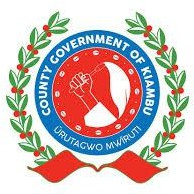 COUNTY GOVERNMENT OF KIAMBU
URUTAGWO MWIRUTI